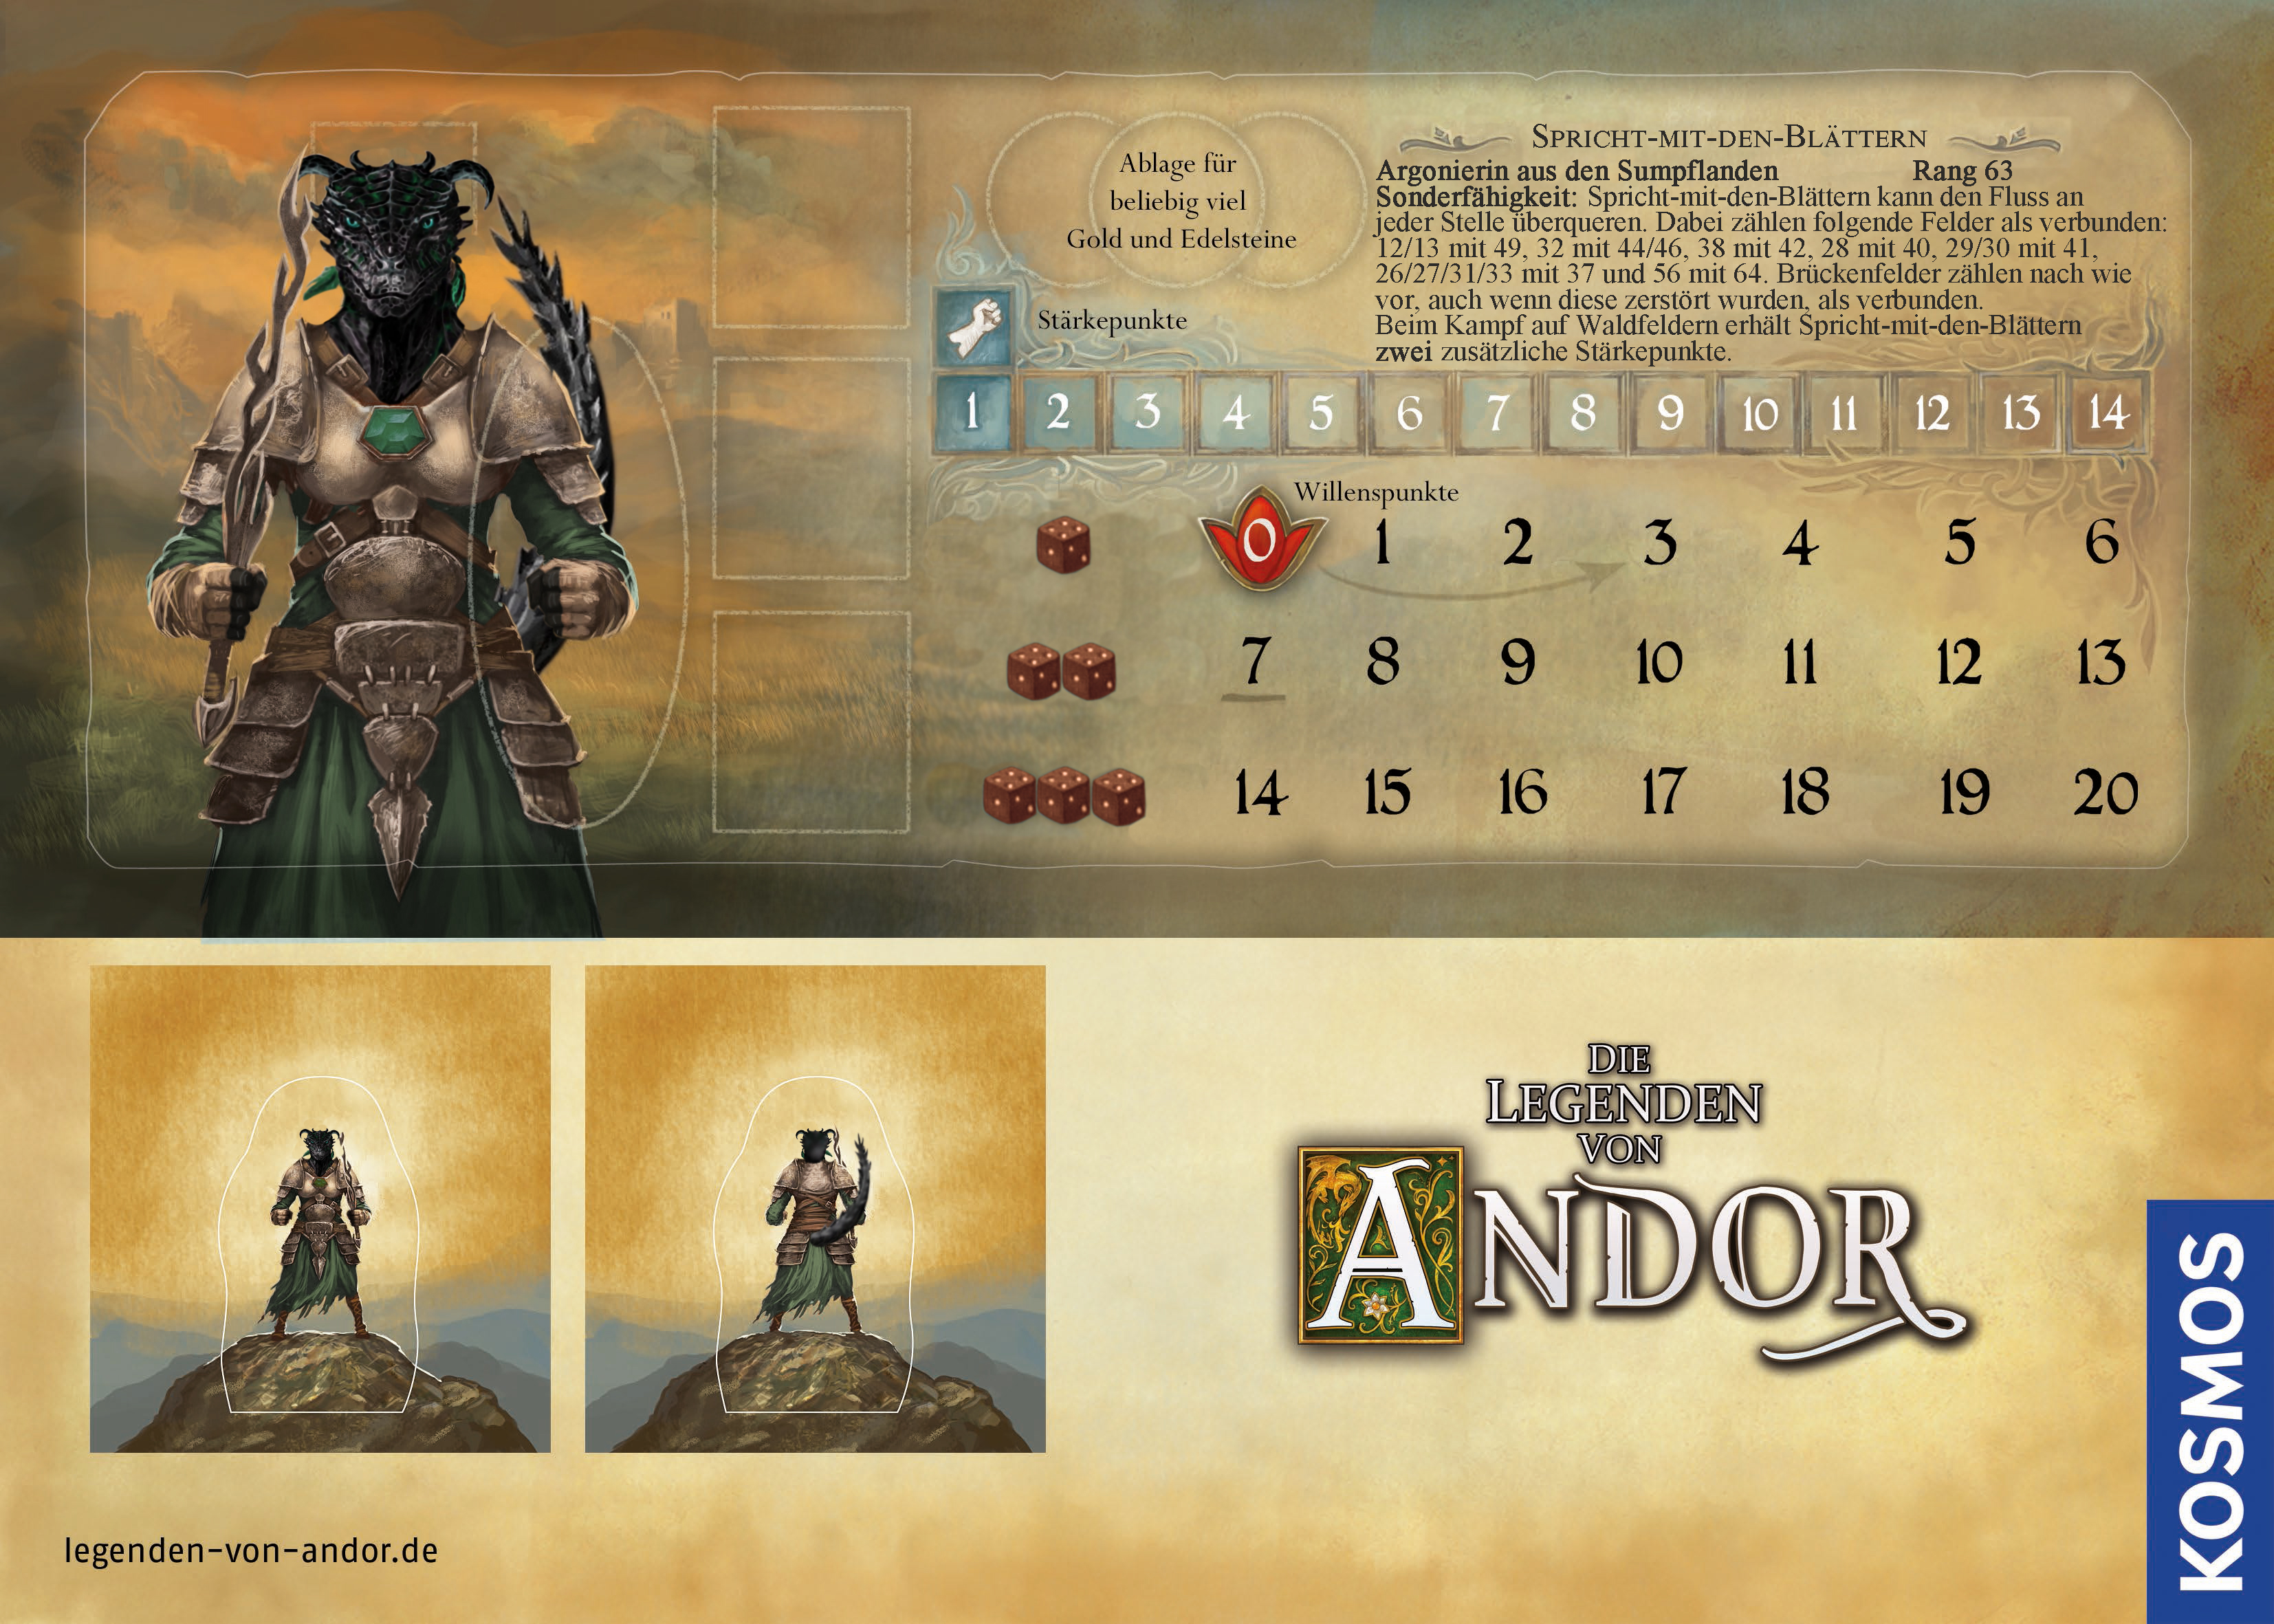 Spricht-mit-den-Blättern
Argonierin aus den Sumpflanden Rang 63
Sonderfähigkeit: Spricht-mit-den-Blättern kann den Fluss an
jeder Stelle überqueren. Dabei zählen folgende Felder als verbunden:
12/13 mit 49, 32 mit 44/46, 38 mit 42, 28 mit 40, 29/30 mit 41,
26/27/31/33 mit 37 und 56 mit 64. Brückenfelder zählen nach wie
vor, auch wenn diese zerstört wurden, als verbunden.
Beim Kampf auf Waldfeldern erhält Spricht-mit-den-Blättern
zwei zusätzliche Stärkepunkte.
Ablage für
beliebig viel
Gold und Edelsteine
Stärkepunkte
1 2 3 4 5 6 7 8 9 10 11 12 13 14
Willenspunkte
0 1 2 3 4 5 6
7 8 9 10 11 12 13
14 15 16 17 18 19 20
DIE
LEGENDEN
VON
ANDOR
KOSMOS
legenden-von-andor.de